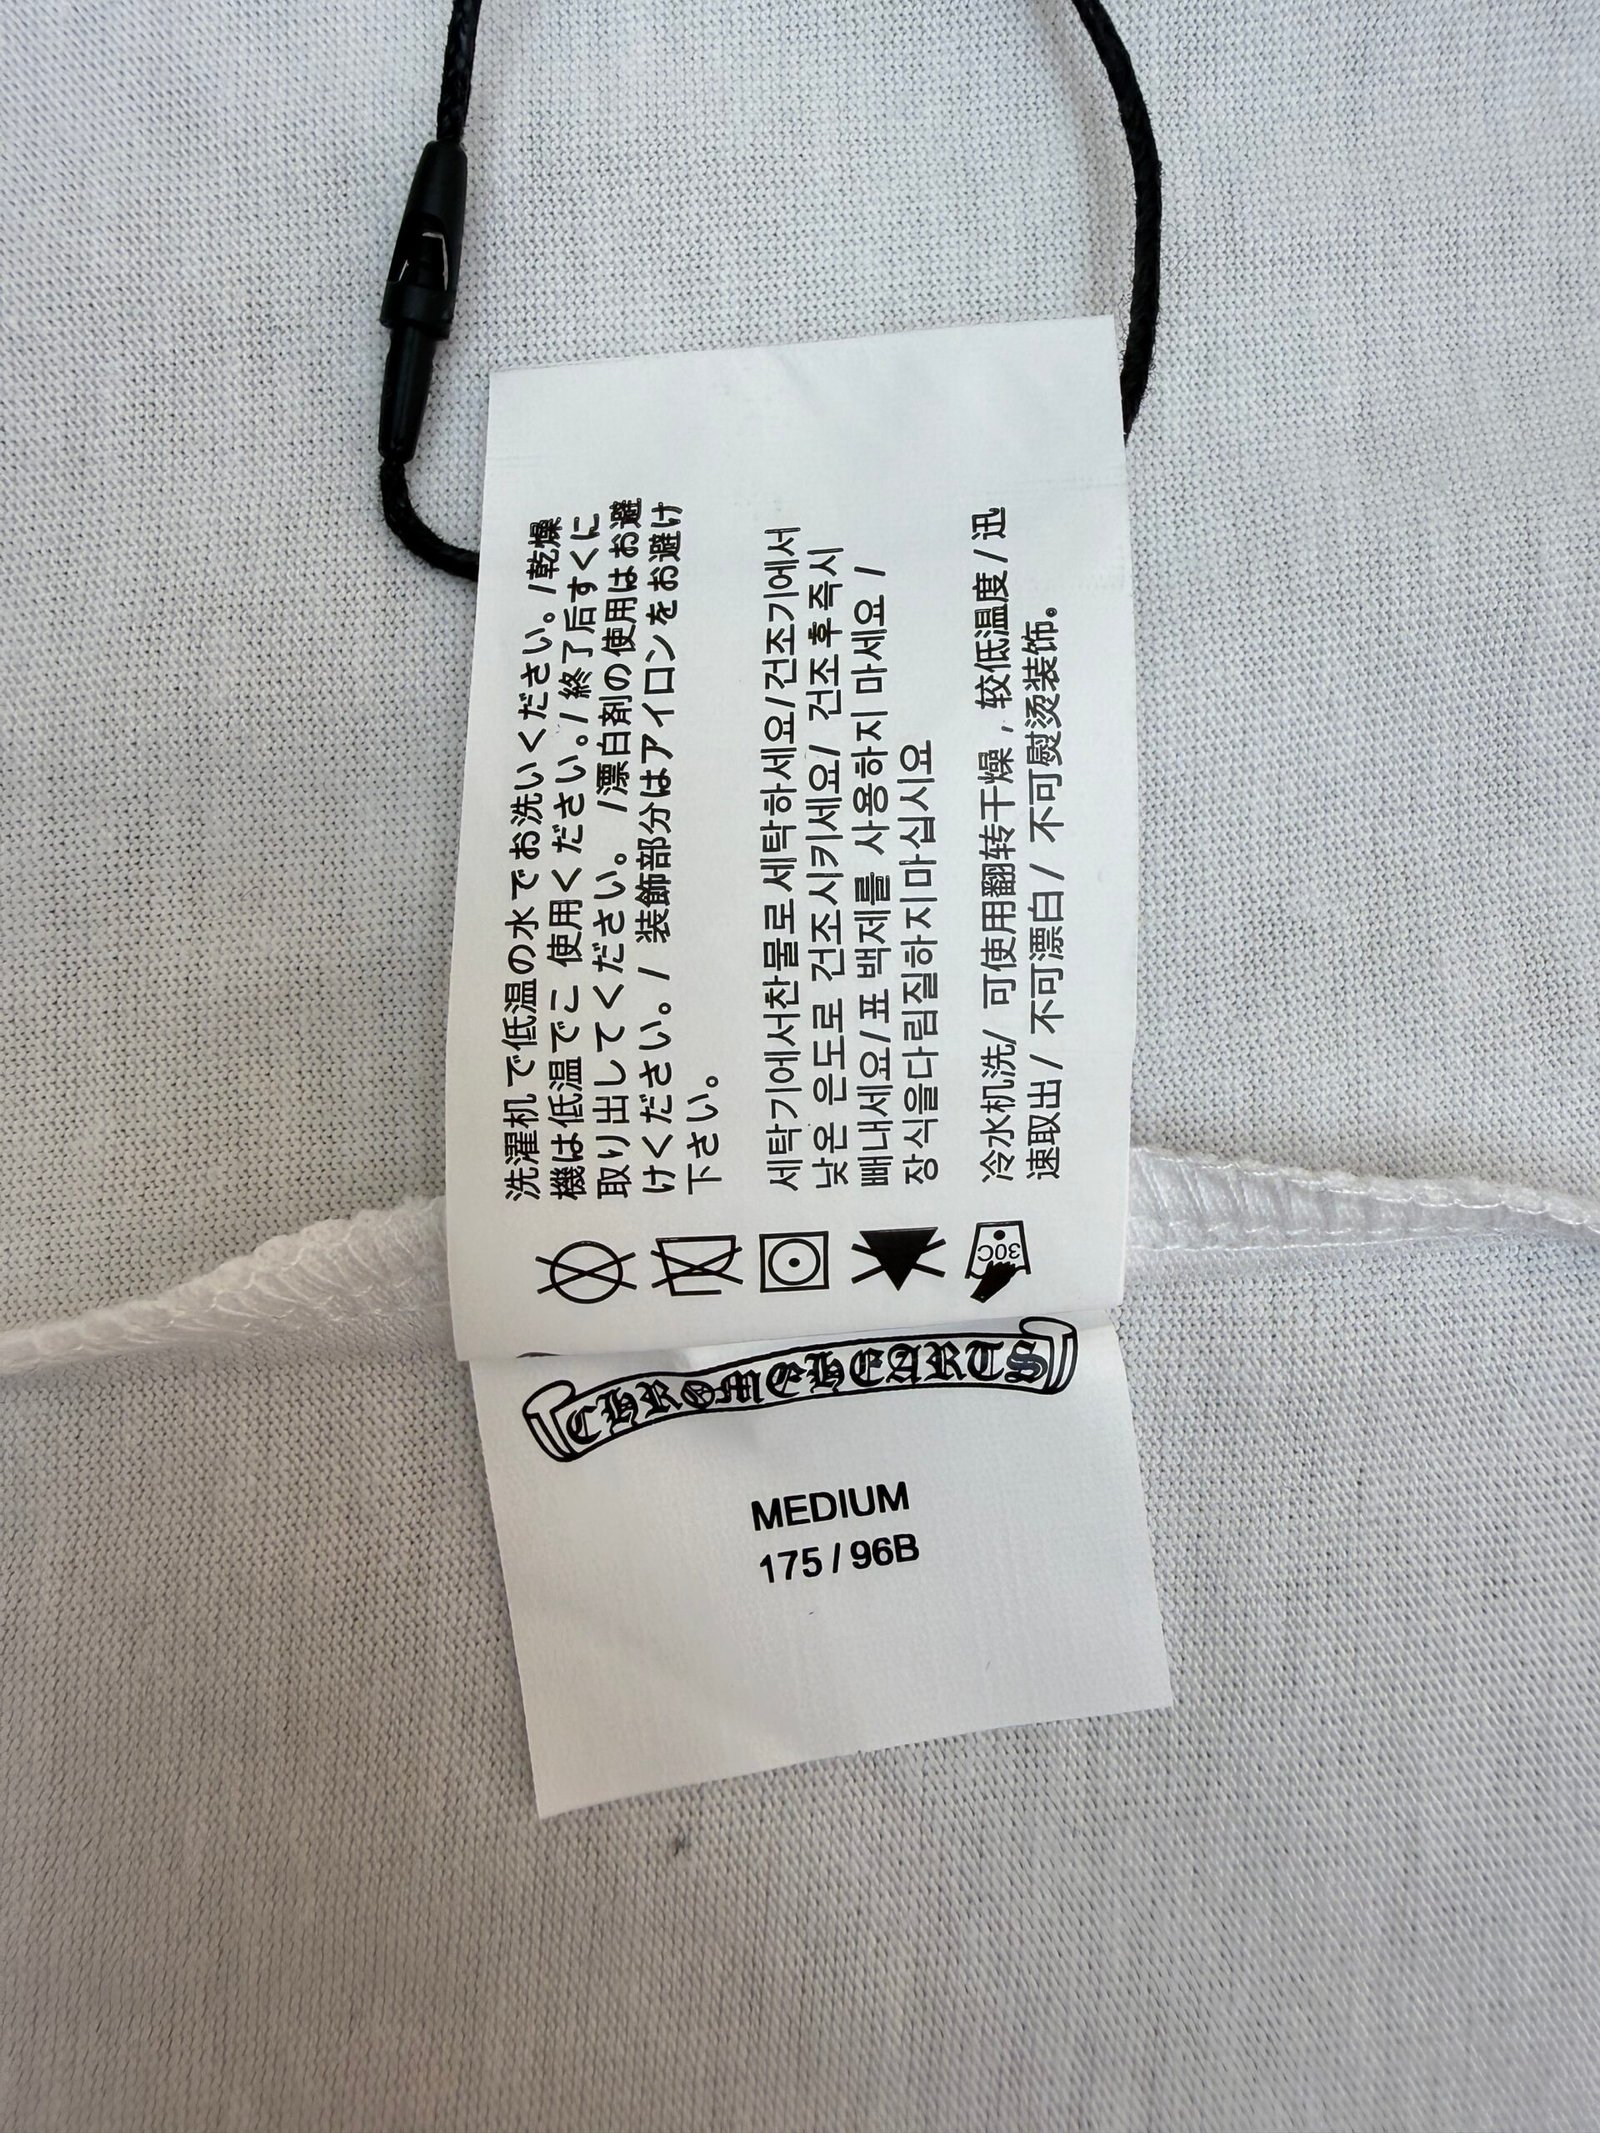 洗濯机で低温の水でお洗いください。/乾燥
機は低温でこ 使用ください。/ 終了后すぐに
取り出してください。 /漂白剤の使用はお避
けください。/ 装飾部分はアイロンをお避け
下さい。
세탁기에서찬물로세탁하세요/건조기에서
낮은 온도로 건조시키세요/ 건조후즉시
빼내세요/표 백제를 사용하지 마세요 /
장식을다림질하지마십시요
冷水机洗/ 可使用翻转干燥 , 较低温度 / 迅
速取出 / 不可漂白 / 不可熨烫装饰。
30C
CHROME HEARTS
MEDIUM
175 / 96B